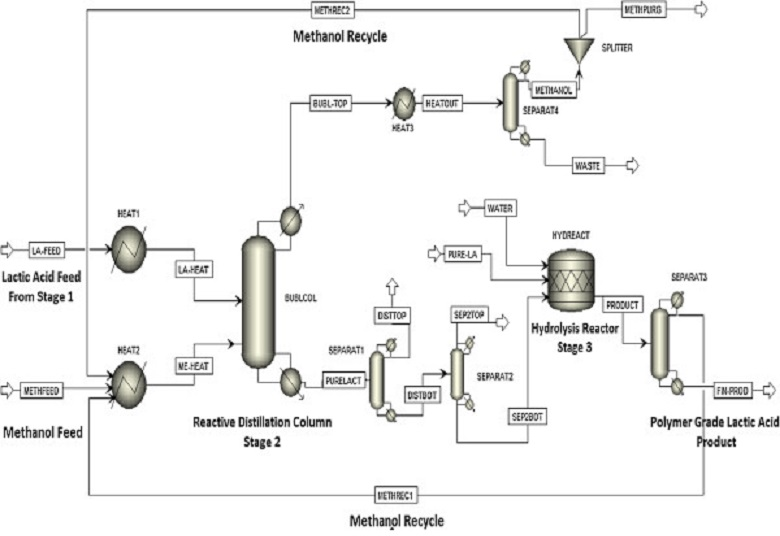 METHREC2
METHPURG
Methanol Recycle
SPLITTER
METHANOL
BUBL-TOP
HEATOUT
SEPARAT4
HEAT3
WASTE
WATER
HEAT1
HYDREACT
LA-FEED
PURE-LA
LA-HEAT
SEPARAT3
Lactic Acid Feed
From Stage 1
BUBLCOL
PRODUCT
DISTTOP
SEP2TOP
Hydrolysis Reactor
Stage 3
HEAT2
SEPARAT1
ME-HEAT
SEPARAT2
PURELACT
METHFEED
DISTBOT
FN-PROD
SEP2BOT
Methanol Feed
Reactive Distillation Column
Stage 2
Polymer Grade Lactic Acid
Product
METHREC1
Methanol Recycle